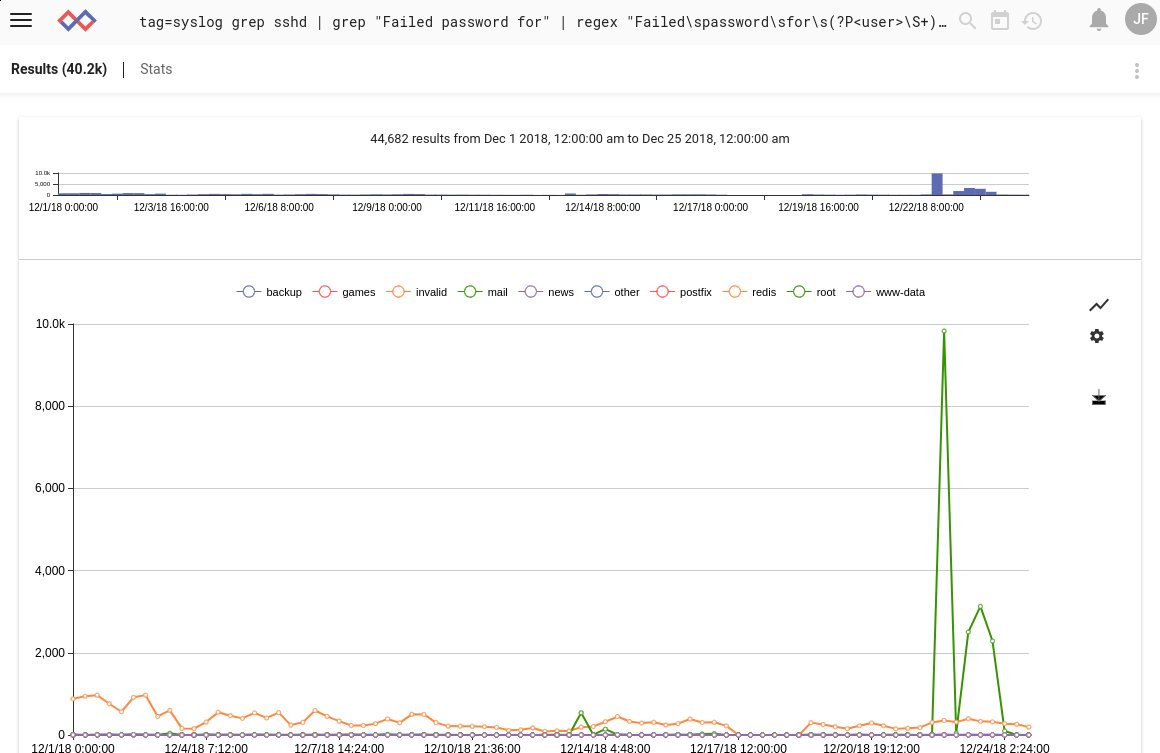 tag=syslog grep sshd | grep "Failed password for" | regex "Failed\spassword\sfor\s(?P<user>\S+)…
JF
Results (40.2k) | Stats
44,682 results from Dec 1 2018, 12:00:00 am to Dec 25 2018, 12:00:00 am
10.0k
5,000
0
12/1/18 0:00:00 12/3/18 16:00:00 12/6/18 8:00:00 12/9/18 0:00:00 12/11/18 16:00:00 12/14/18 8:00:00 12/17/18 0:00:00 12/19/18 16:00:00 12/22/18 8:00:00
backup games invalid mail news other postfix redis root www-data
10.0k
8,000
6,000
4,000
2,000
0
12/1/18 0:00:00 12/4/18 7:12:00 12/7/18 14:24:00 12/10/18 21:36:00 12/14/18 4:48:00 12/17/18 12:00:00 12/20/18 19:12:00 12/24/18 2:24:00